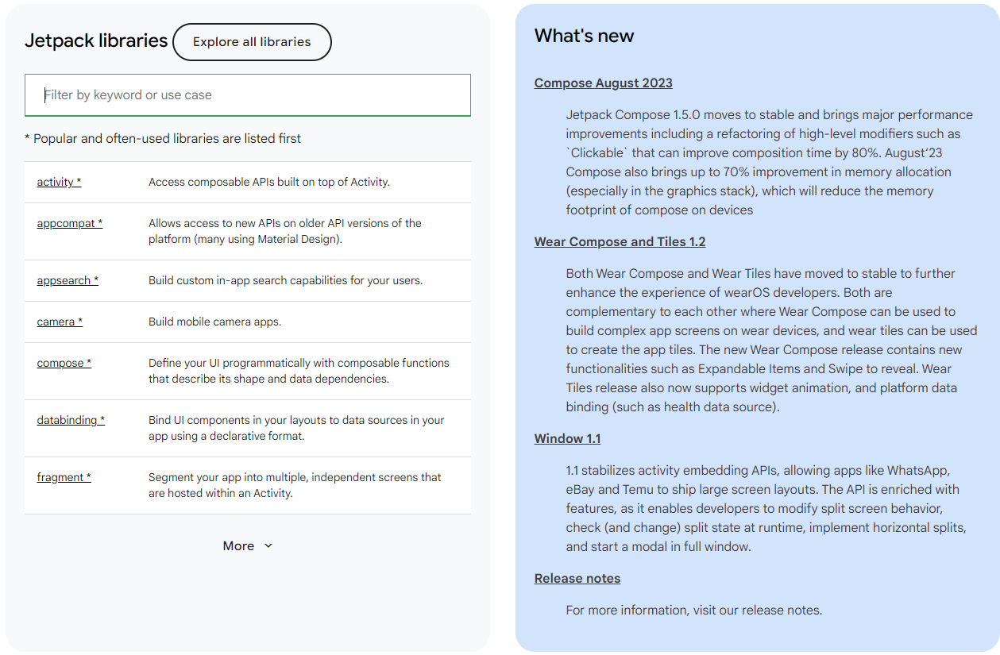 Jetpack libraries
Explore all libraries
Filter by keyword or use case
* Popular and often-used libraries are listed first
activity *
Access composable APIs built on top of Activity.
appcompat *
Allows access to new APIs on older API versions of the
platform (many using Material Design).
appsearch *
Build custom in-app search capabilities for your users.
camera *
Build mobile camera apps.
compose *
Define your UI programmatically with composable functions
that describe its shape and data dependencies.
databinding *
Bind UI components in your layouts to data sources in your
app using a declarative format.
fragment *
Segment your app into multiple, independent screens that
are hosted within an Activity.
More
What's new
Compose August 2023
Jetpack Compose 1.5.0 moves to stable and brings major performance
improvements including a refactoring of high-level modifiers such as
`Clickable` that can improve composition time by 80%. August‘23
Compose also brings up to 70% improvement in memory allocation
(especially in the graphics stack), which will reduce the memory
footprint of compose on devices
Wear Compose and Tiles 1.2
Both Wear Compose and Wear Tiles have moved to stable to further
enhance the experience of wearOS developers. Both are
complementary to each other where Wear Compose can be used to
build complex app screens on wear devices, and wear tiles can be used
to create the app tiles. The new Wear Compose release contains new
functionalities such as Expandable Items and Swipe to reveal. Wear
Tiles release also now supports widget animation, and platform data
binding (such as health data source).
Window 1.1
1.1 stabilizes activity embedding APIs, allowing apps like WhatsApp,
eBay and Temu to ship large screen layouts. The API is enriched with
features, as it enables developers to modify split screen behavior,
check (and change) split state at runtime, implement horizontal splits,
and start a modal in full window.
Release notes
For more information, visit our release notes.